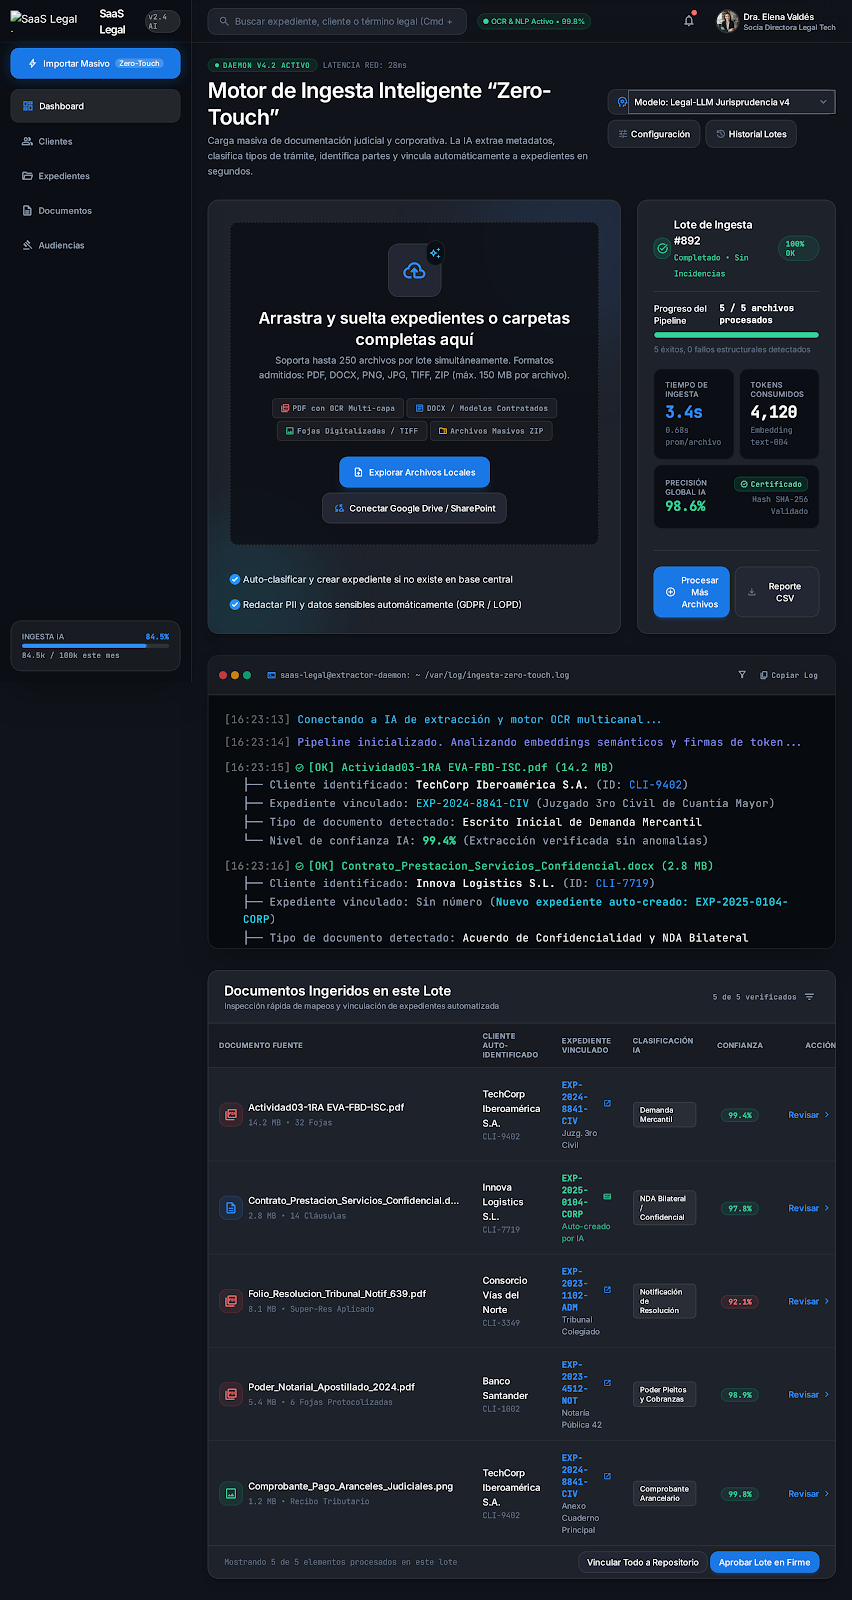 SaaS Legal
SaaS
Legal
v2.4
AI
Buscar expediente, cliente o término legal (Cmd +
OCR & NLP Activo • 99.8%
Dra. Elena Valdés
Socia Directora Legal Tech
Importar Masivo Zero-Touch
Dashboard
Clientes
Expedientes
Documentos
Audiencias
INGESTA IA 84.5%
84.5k / 100k este mes
DAEMON V4.2 ACTIVO LATENCIA RED: 28ms
Motor de Ingesta Inteligente “Zero-
Touch”
Carga masiva de documentación judicial y corporativa. La IA extrae metadatos,
clasifica tipos de trámite, identifica partes y vincula automáticamente a expedientes en
segundos.
Modelo: Legal-LLM Jurisprudencia v4
Configuración
Historial Lotes
Arrastra y suelta expedientes o carpetas
completas aquí
Soporta hasta 250 archivos por lote simultáneamente. Formatos
admitidos: PDF, DOCX, PNG, JPG, TIFF, ZIP (máx. 150 MB por archivo).
PDF con OCR Multi-capa
DOCX / Modelos Contratados
Fojas Digitalizadas / TIFF
Archivos Masivos ZIP
Explorar Archivos Locales
Conectar Google Drive / SharePoint
Auto-clasificar y crear expediente si no existe en base central
Redactar PII y datos sensibles automáticamente (GDPR / LOPD)
Lote de Ingesta
#892
Completado • Sin
Incidencias
100%
OK
Progreso del
Pipeline
5 / 5 archivos
procesados
5 éxitos, 0 fallos estructurales detectados
TIEMPO DE
INGESTA
3.4s
0.68s
prom/archivo
TOKENS
CONSUMIDOS
4,120
Embedding
text-004
PRECISIÓN
GLOBAL IA
98.6%
Certificado
Hash SHA-256
Validado
Procesar
Más
Archivos
Reporte
CSV
saas-legal@extractor-daemon: ~ /var/log/ingesta-zero-touch.log
Copiar Log
[16:23:13] Conectando a IA de extracción y motor OCR multicanal...
[16:23:14] Pipeline inicializado. Analizando embeddings semánticos y firmas de token...
[16:23:15] [OK] Actividad03-1RA EVA-FBD-ISC.pdf (14.2 MB)
├── Cliente identificado: TechCorp Iberoamérica S.A. (ID: CLI-9402)
├── Expediente vinculado: EXP-2024-8841-CIV (Juzgado 3ro Civil de Cuantía Mayor)
├── Tipo de documento detectado: Escrito Inicial de Demanda Mercantil
└── Nivel de confianza IA: 99.4% (Extracción verificada sin anomalías)
[16:23:16] [OK] Contrato_Prestacion_Servicios_Confidencial.docx (2.8 MB)
├── Cliente identificado: Innova Logistics S.L. (ID: CLI-7719)
├── Expediente vinculado: Sin número (Nuevo expediente auto-creado: EXP-2025-0104-
CORP)
├── Tipo de documento detectado: Acuerdo de Confidencialidad y NDA Bilateral
Documentos Ingeridos en este Lote
Inspección rápida de mapeos y vinculación de expedientes automatizada
5 de 5 verificados
DOCUMENTO FUENTE
CLIENTE
AUTO-
IDENTIFICADO
EXPEDIENTE
VINCULADO
CLASIFICACIÓN
IA
CONFIANZA
ACCIÓN
Actividad03-1RA EVA-FBD-ISC.pdf
14.2 MB • 32 Fojas
TechCorp
Iberoamérica
S.A.
CLI-9402
EXP-
2024-
8841-
CIV
Juzg. 3ro
Civil
Demanda
Mercantil
99.4%
Revisar
Contrato_Prestacion_Servicios_Confidencial.d...
2.8 MB • 14 Cláusulas
Innova
Logistics
S.L.
CLI-7719
EXP-
2025-
0104-
CORP
Auto-creado
por IA
NDA Bilateral
/
Confidencial
97.8%
Revisar
Folio_Resolucion_Tribunal_Notif_639.pdf
8.1 MB • Super-Res Aplicado
Consorcio
Vías del
Norte
CLI-3349
EXP-
2023-
1102-
ADM
Tribunal
Colegiado
Notificación
de
Resolución
92.1%
Revisar
Poder_Notarial_Apostillado_2024.pdf
5.4 MB • 6 Fojas Protocolizadas
Banco
Santander
CLI-1002
EXP-
2023-
4512-
NOT
Notaría
Pública 42
Poder Pleitos
y Cobranzas
98.9%
Revisar
Comprobante_Pago_Aranceles_Judiciales.png
1.2 MB • Recibo Tributario
TechCorp
Iberoamérica
S.A.
CLI-9402
EXP-
2024-
8841-
CIV
Anexo
Cuaderno
Principal
Comprobante
Arancelario
99.8%
Revisar
Mostrando 5 de 5 elementos procesados en este lote
Vincular Todo a Repositorio
Aprobar Lote en Firme